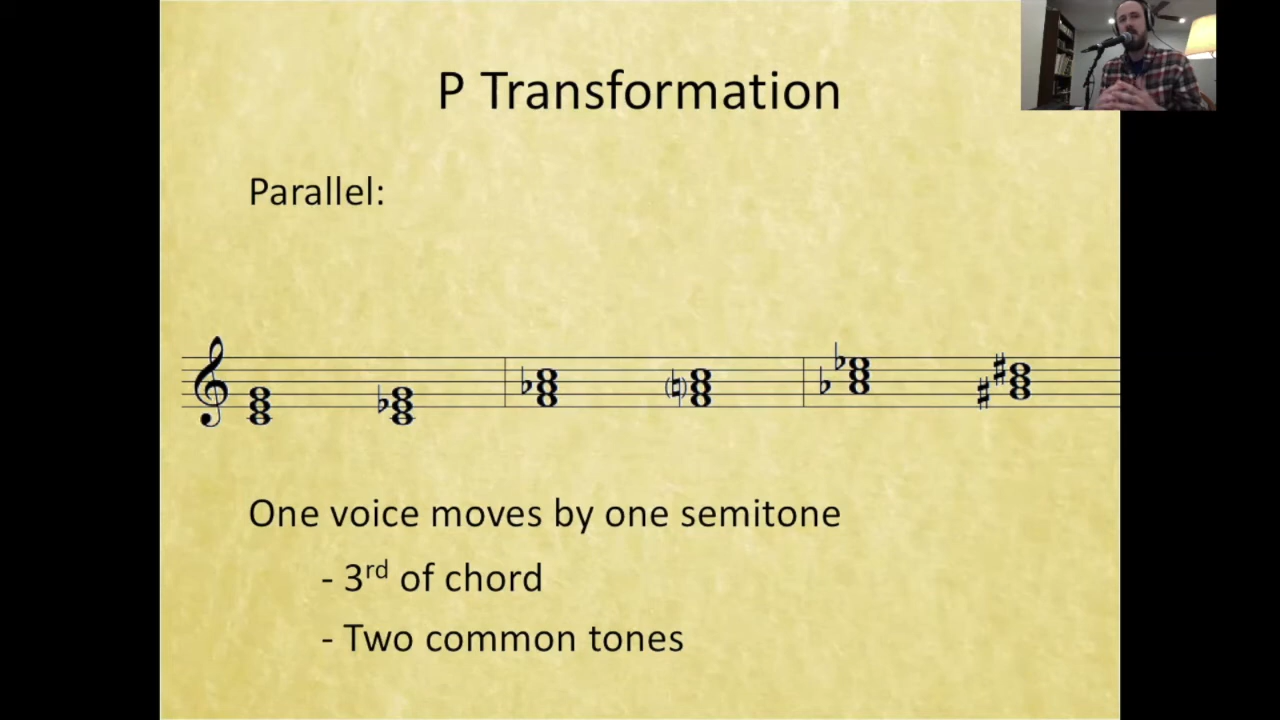 P Transformation
Parallel:
One voice moves by one semitone
- 3rd of chord
- Two common tones